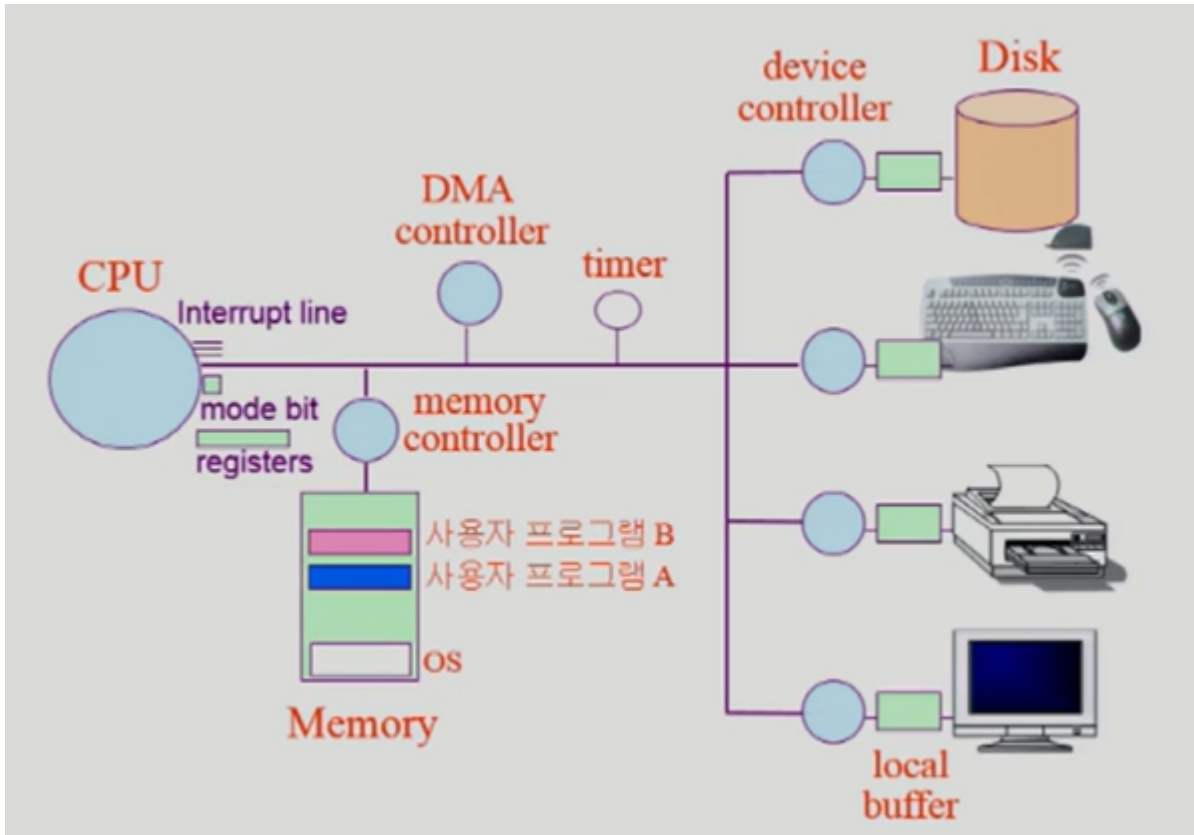 device
controller
Disk
DMA
controller
timer
CPU
Interrupt line
mode bit
registers
memory
controller
사용자 프로그램 B
사용자 프로그램 A
OS
Memory
local
buffer